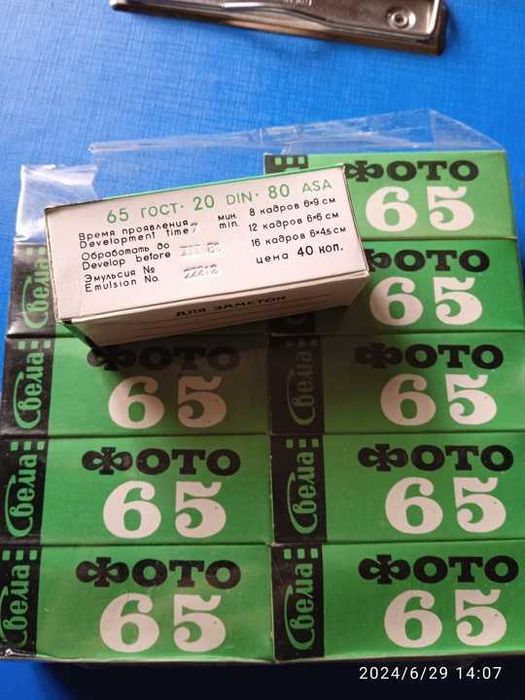 65 ГОСТ · 20 DIN · 80 ASA
Время проявления 7 мин.
Development time min.
Обработать до
Develop before
Эмульсия № 22212
Emulsion No.
8 кадров 6×9 см
12 кадров 6×6 см
16 кадров 6×4,5 см
цена 40 коп.
ДЛЯ ЗАМЕТОК
ФОТО
65
Свема
ФОТО
65
Свема
ФОТО
65
Свема
ФОТО
65
Свема
ФОТО
65
Свема
ФОТО
65
Свема
ФОТО
65
Свема
ФОТО
65
2024/6/29 14:07